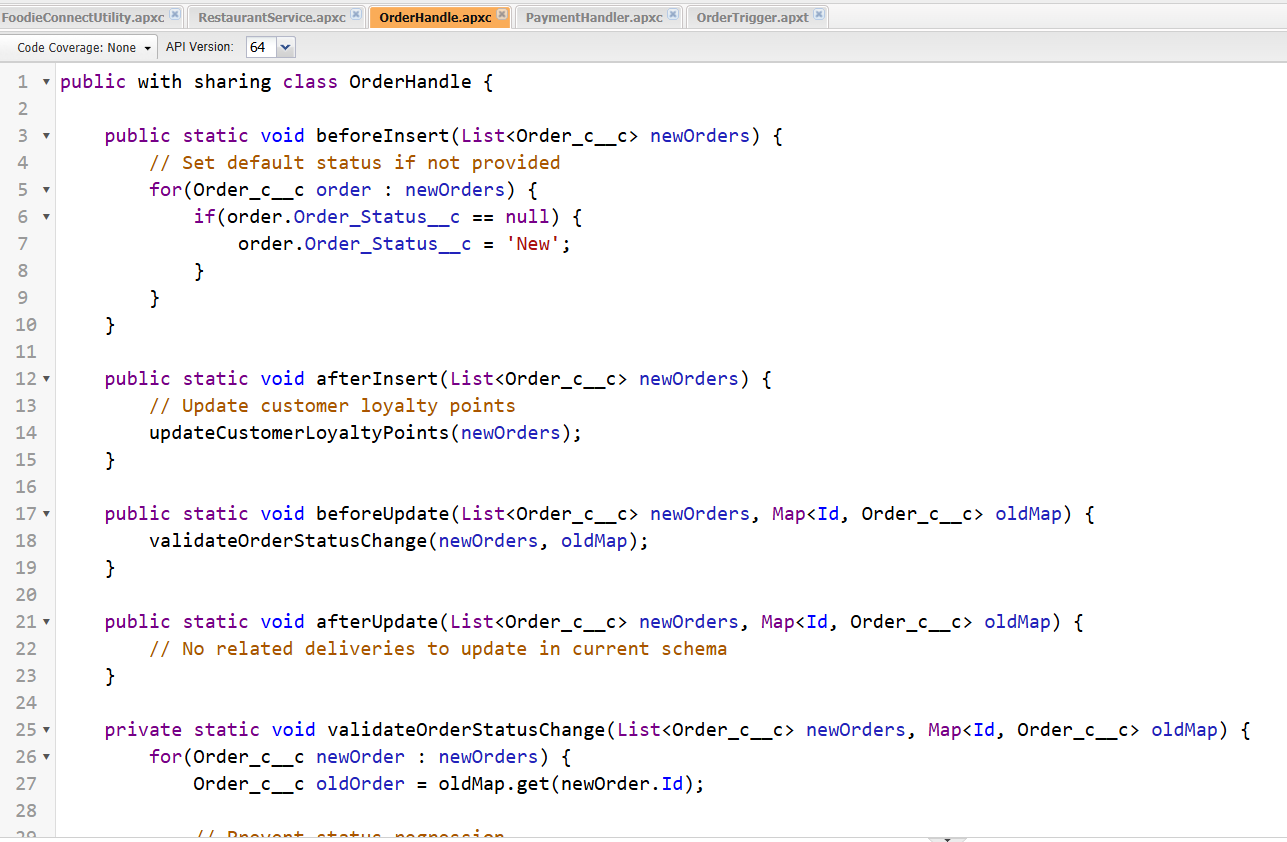 FoodieConnectUtility.apxc RestaurantService.apxc OrderHandle.apxc PaymentHandler.apxc OrderTrigger.apxt
Code Coverage: None API Version: 64
1 public with sharing class OrderHandle {
2
3     public static void beforeInsert(List<Order_c__c> newOrders) {
4         // Set default status if not provided
5         for(Order_c__c order : newOrders) {
6             if(order.Order_Status__c == null) {
7                 order.Order_Status__c = 'New';
8             }
9         }
10     }
11
12     public static void afterInsert(List<Order_c__c> newOrders) {
13         // Update customer loyalty points
14         updateCustomerLoyaltyPoints(newOrders);
15     }
16
17     public static void beforeUpdate(List<Order_c__c> newOrders, Map<Id, Order_c__c> oldMap) {
18         validateOrderStatusChange(newOrders, oldMap);
19     }
20
21     public static void afterUpdate(List<Order_c__c> newOrders, Map<Id, Order_c__c> oldMap) {
22         // No related deliveries to update in current schema
23     }
24
25     private static void validateOrderStatusChange(List<Order_c__c> newOrders, Map<Id, Order_c__c> oldMap) {
26         for(Order_c__c newOrder : newOrders) {
27             Order_c__c oldOrder = oldMap.get(newOrder.Id);
28
29             // Prevent status regression